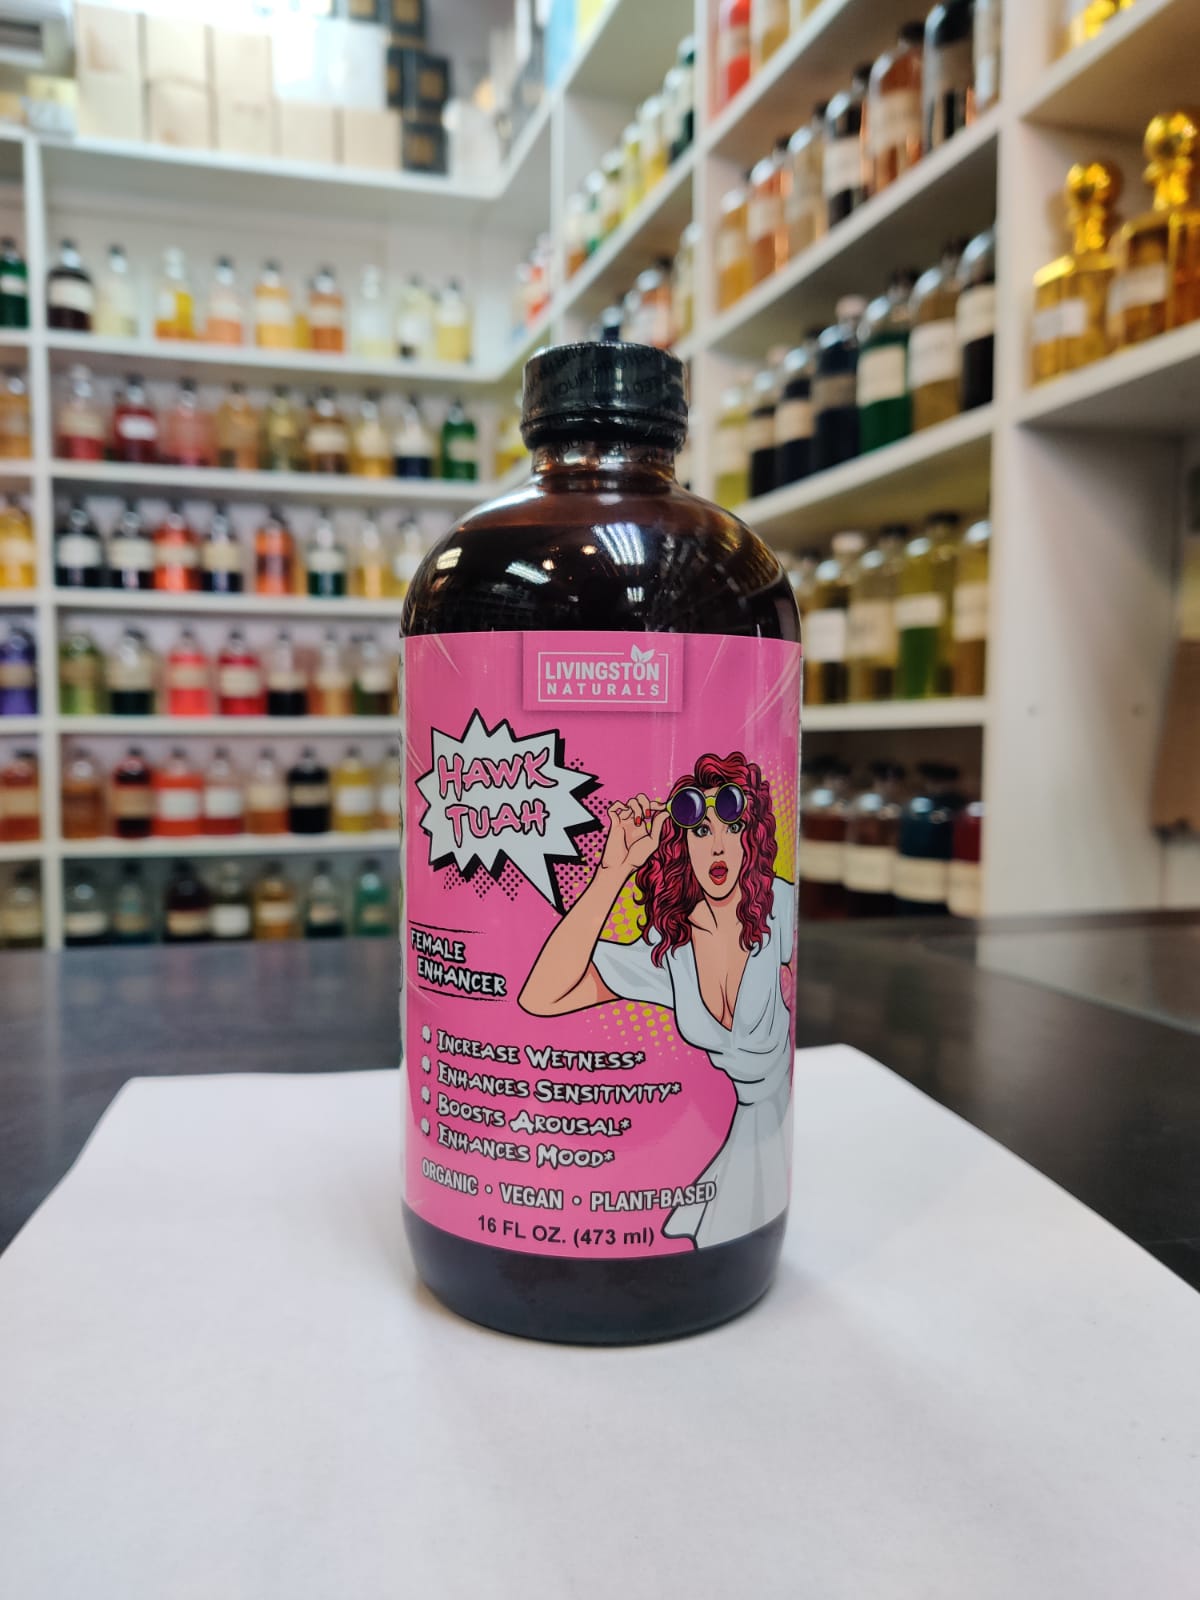 LIVINGSTON
NATURALS
HAWK
TUAH
FEMALE
ENHANCER
INCREASE WETNESS*
ENHANCES SENSITIVITY*
BOOSTS AROUSAL*
ENHANCES MOOD*
ORGANIC • VEGAN • PLANT-BASED
16 FL OZ. (473 ml)